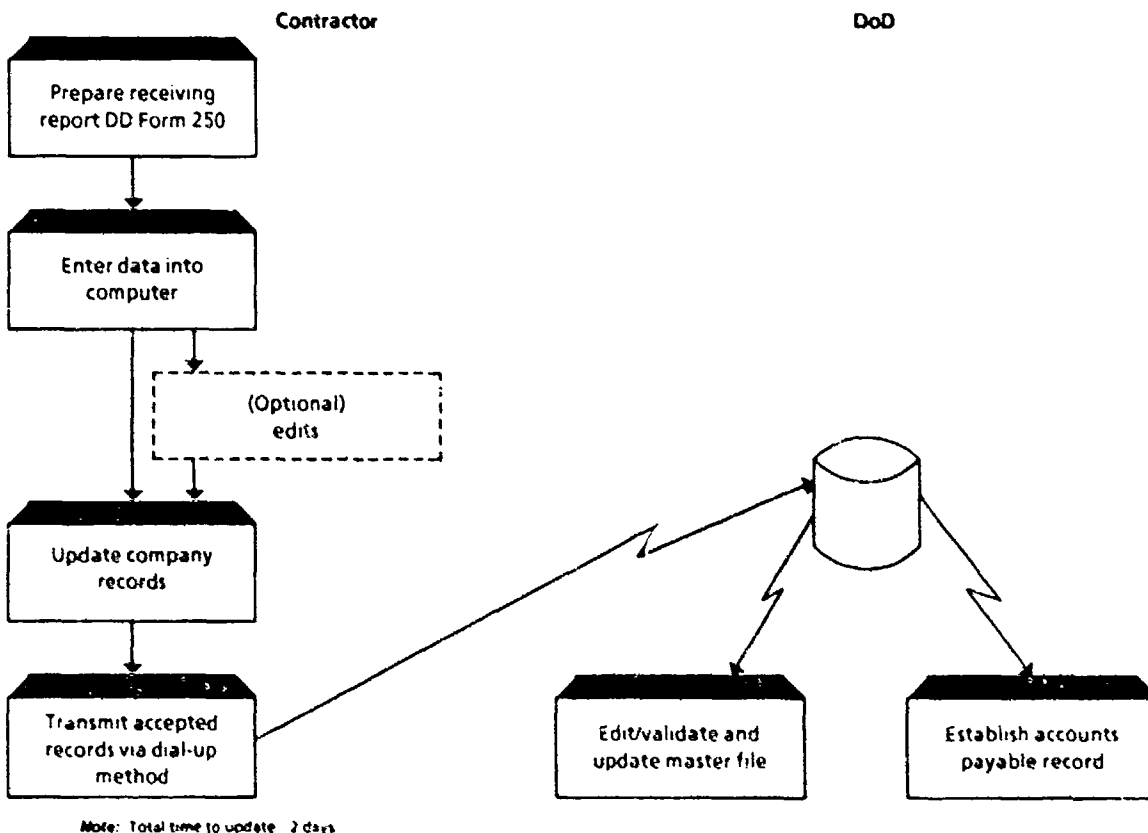 Contractor
DoD
Prepare receiving
report DD Form 250
Enter data into
computer
(Optional)
edits
Update company
records
Transmit accepted
records via dial-up
method
Edit/validate and
update master file
Establish accounts
payable record
Note: Total time to update 2 days